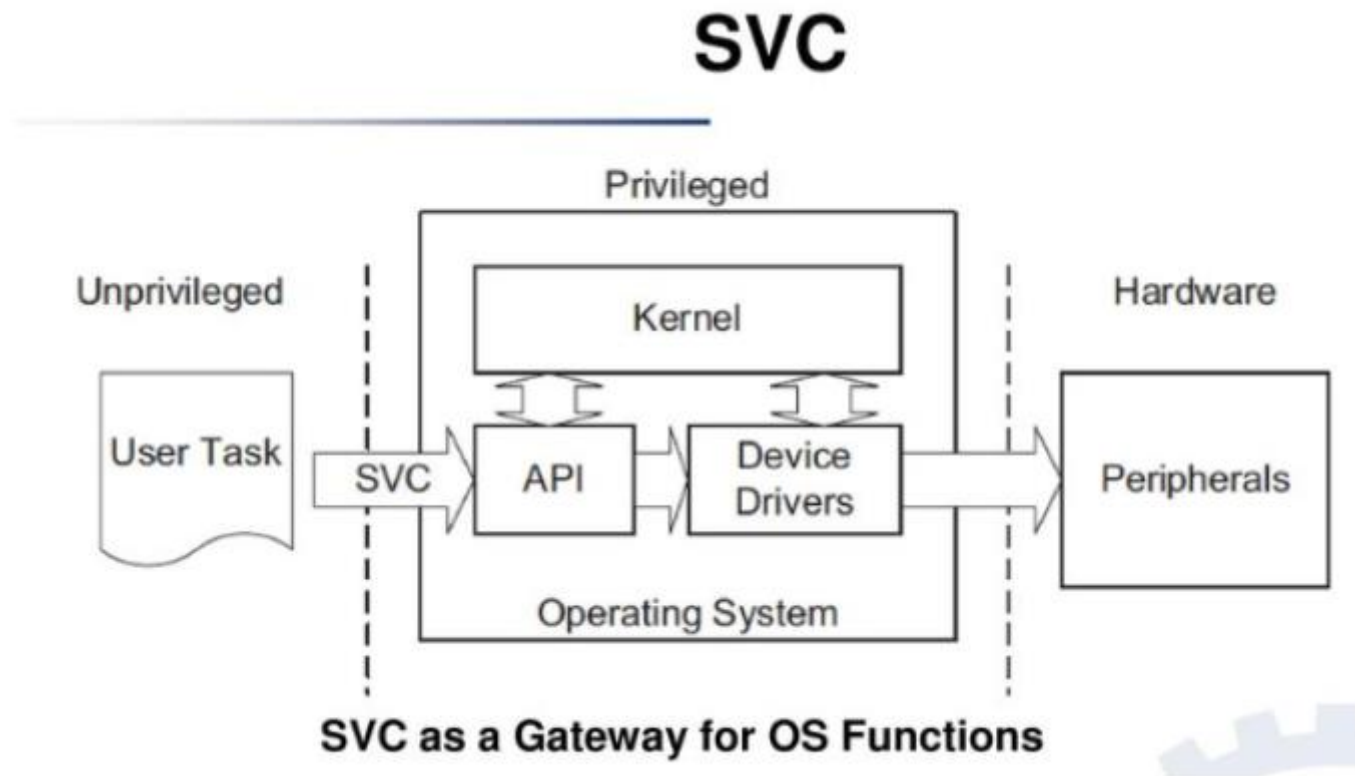 SVC
Privileged
Unprivileged
Hardware
Kernel
User Task
SVC
API
Device
Drivers
Peripherals
Operating System
SVC as a Gateway for OS Functions